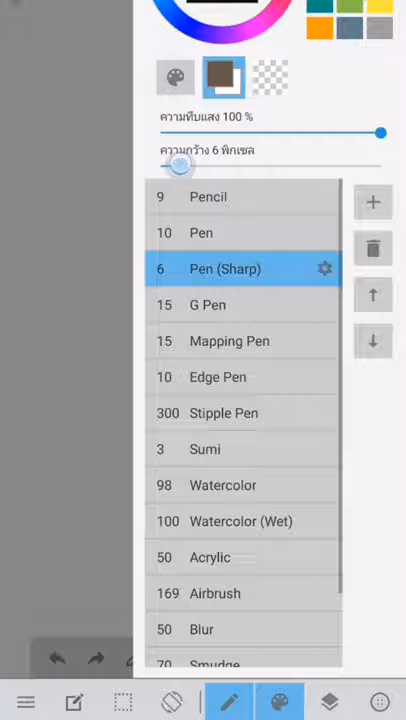 ความทึบแสง 100 %
ความกว้าง 6 พิกเซล
9 Pencil
10 Pen
6 Pen (Sharp)
15 G Pen
15 Mapping Pen
10 Edge Pen
300 Stipple Pen
3 Sumi
98 Watercolor
100 Watercolor (Wet)
50 Acrylic
169 Airbrush
50 Blur
70 Smudge